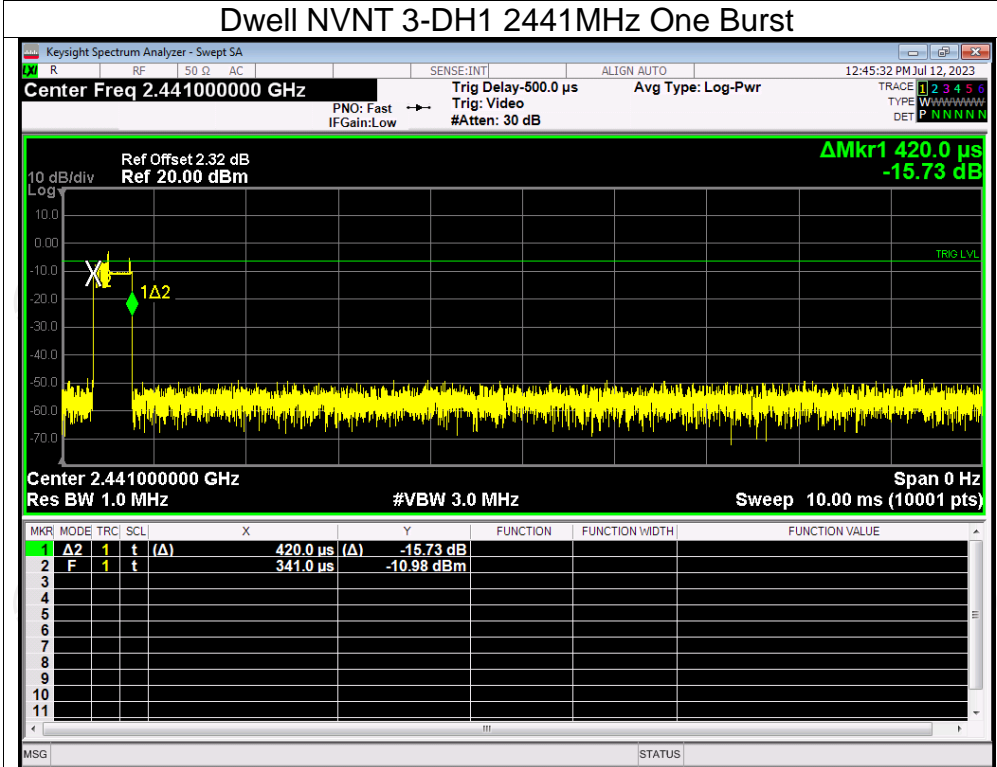 Dwell NVNT 3-DH1 2441MHz One Burst
Keysight Spectrum Analyzer - Swept SA
LXI R RF 50 Ω AC SENSE:INT ALIGN AUTO 12:45:32 PM Jul 12, 2023
Center Freq 2.441000000 GHz Trig Delay-500.0 µs Avg Type: Log-Pwr TRACE 1 2 3 4 5 6
PNO: Fast Trig: Video TYPE WWWWWW
IFGain:Low #Atten: 30 dB DET P N N N N N
ΔMkr1 420.0 µs
Ref Offset 2.32 dB
10 dB/div Ref 20.00 dBm -15.73 dB
Log
10.0
0.00
TRIG LVL
-10.0
1Δ2
-20.0
-30.0
-40.0
-50.0
-60.0
-70.0
Center 2.441000000 GHz Span 0 Hz
Res BW 1.0 MHz #VBW 3.0 MHz Sweep 10.00 ms (10001 pts)
MKR MODE TRC SCL X Y FUNCTION FUNCTION WIDTH FUNCTION VALUE
1 Δ2 1 t (Δ) 420.0 µs (Δ) -15.73 dB
2 F 1 t 341.0 µs -10.98 dBm
3
4
5
6
7
8
9
10
11
MSG STATUS